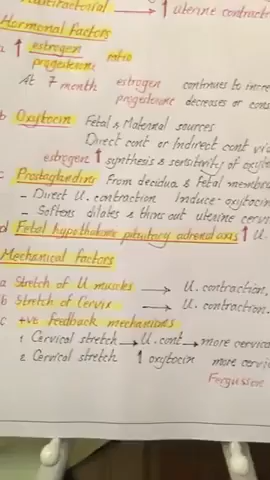 Multifactorial → ↑ uterine contracti
Hormonal Factors
a ↑ estrogen ratio
progesterone
At 7 month estrogen continues to incre
progesterone decreases or cons
b Oxytocin Fetal & Maternal sources
Direct cont or Indirect cont via
estrogen ↑ synthesis & sensitivity of oxyto
c Prostaglandins From decidua & Fetal membra
- Direct U. contraction Induce oxytocin
- Softens dilates & thins out uterine cervi
d Fetal hypothalamic pituitary adrenal axis ↑ U.
Mechanical factors
a Stretch of U muscles → U. contraction.
b Stretch of Cervix → U. contraction.
c +ve feedback mechanisms
1 Cervical stretch → U. cont → more cervica
2 Cervical stretch ↑ oxytocin more cervic
Fergusson